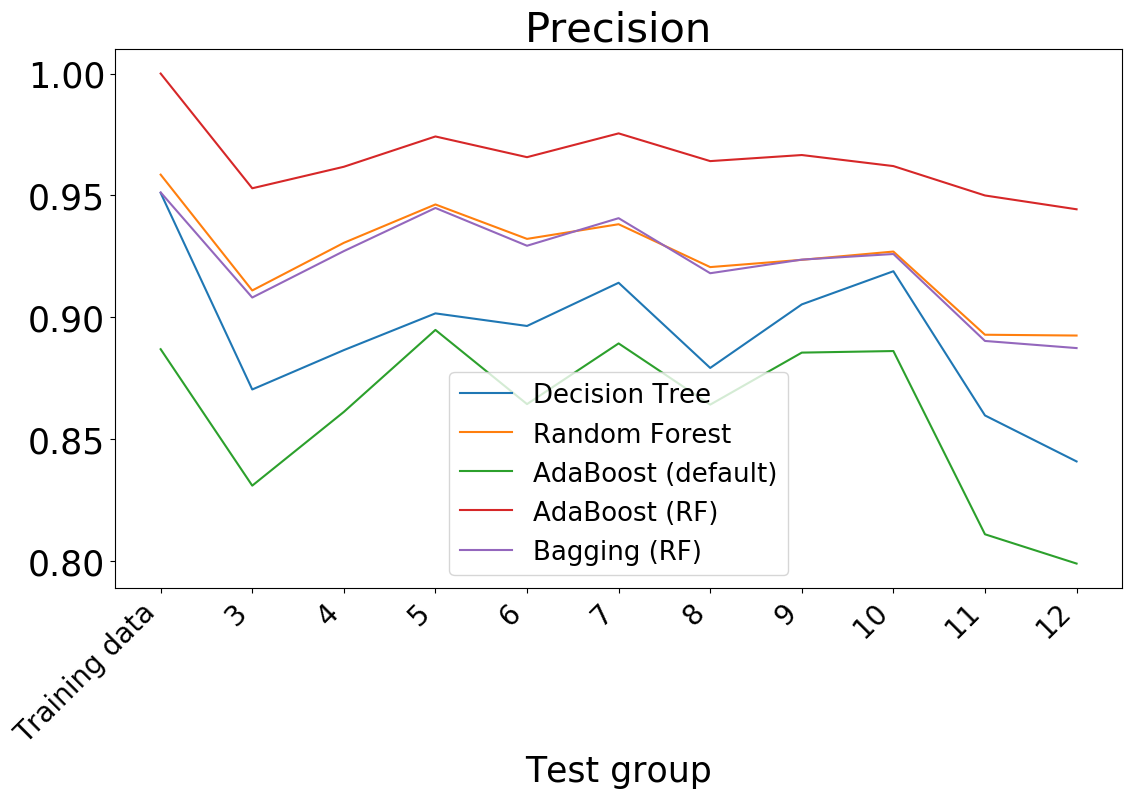 Precision
1.00
0.95
0.90
0.85
0.80
Decision Tree
Random Forest
AdaBoost (default)
AdaBoost (RF)
Bagging (RF)
Training data 3 4 5 6 7 8 9 10 11 12
Test group